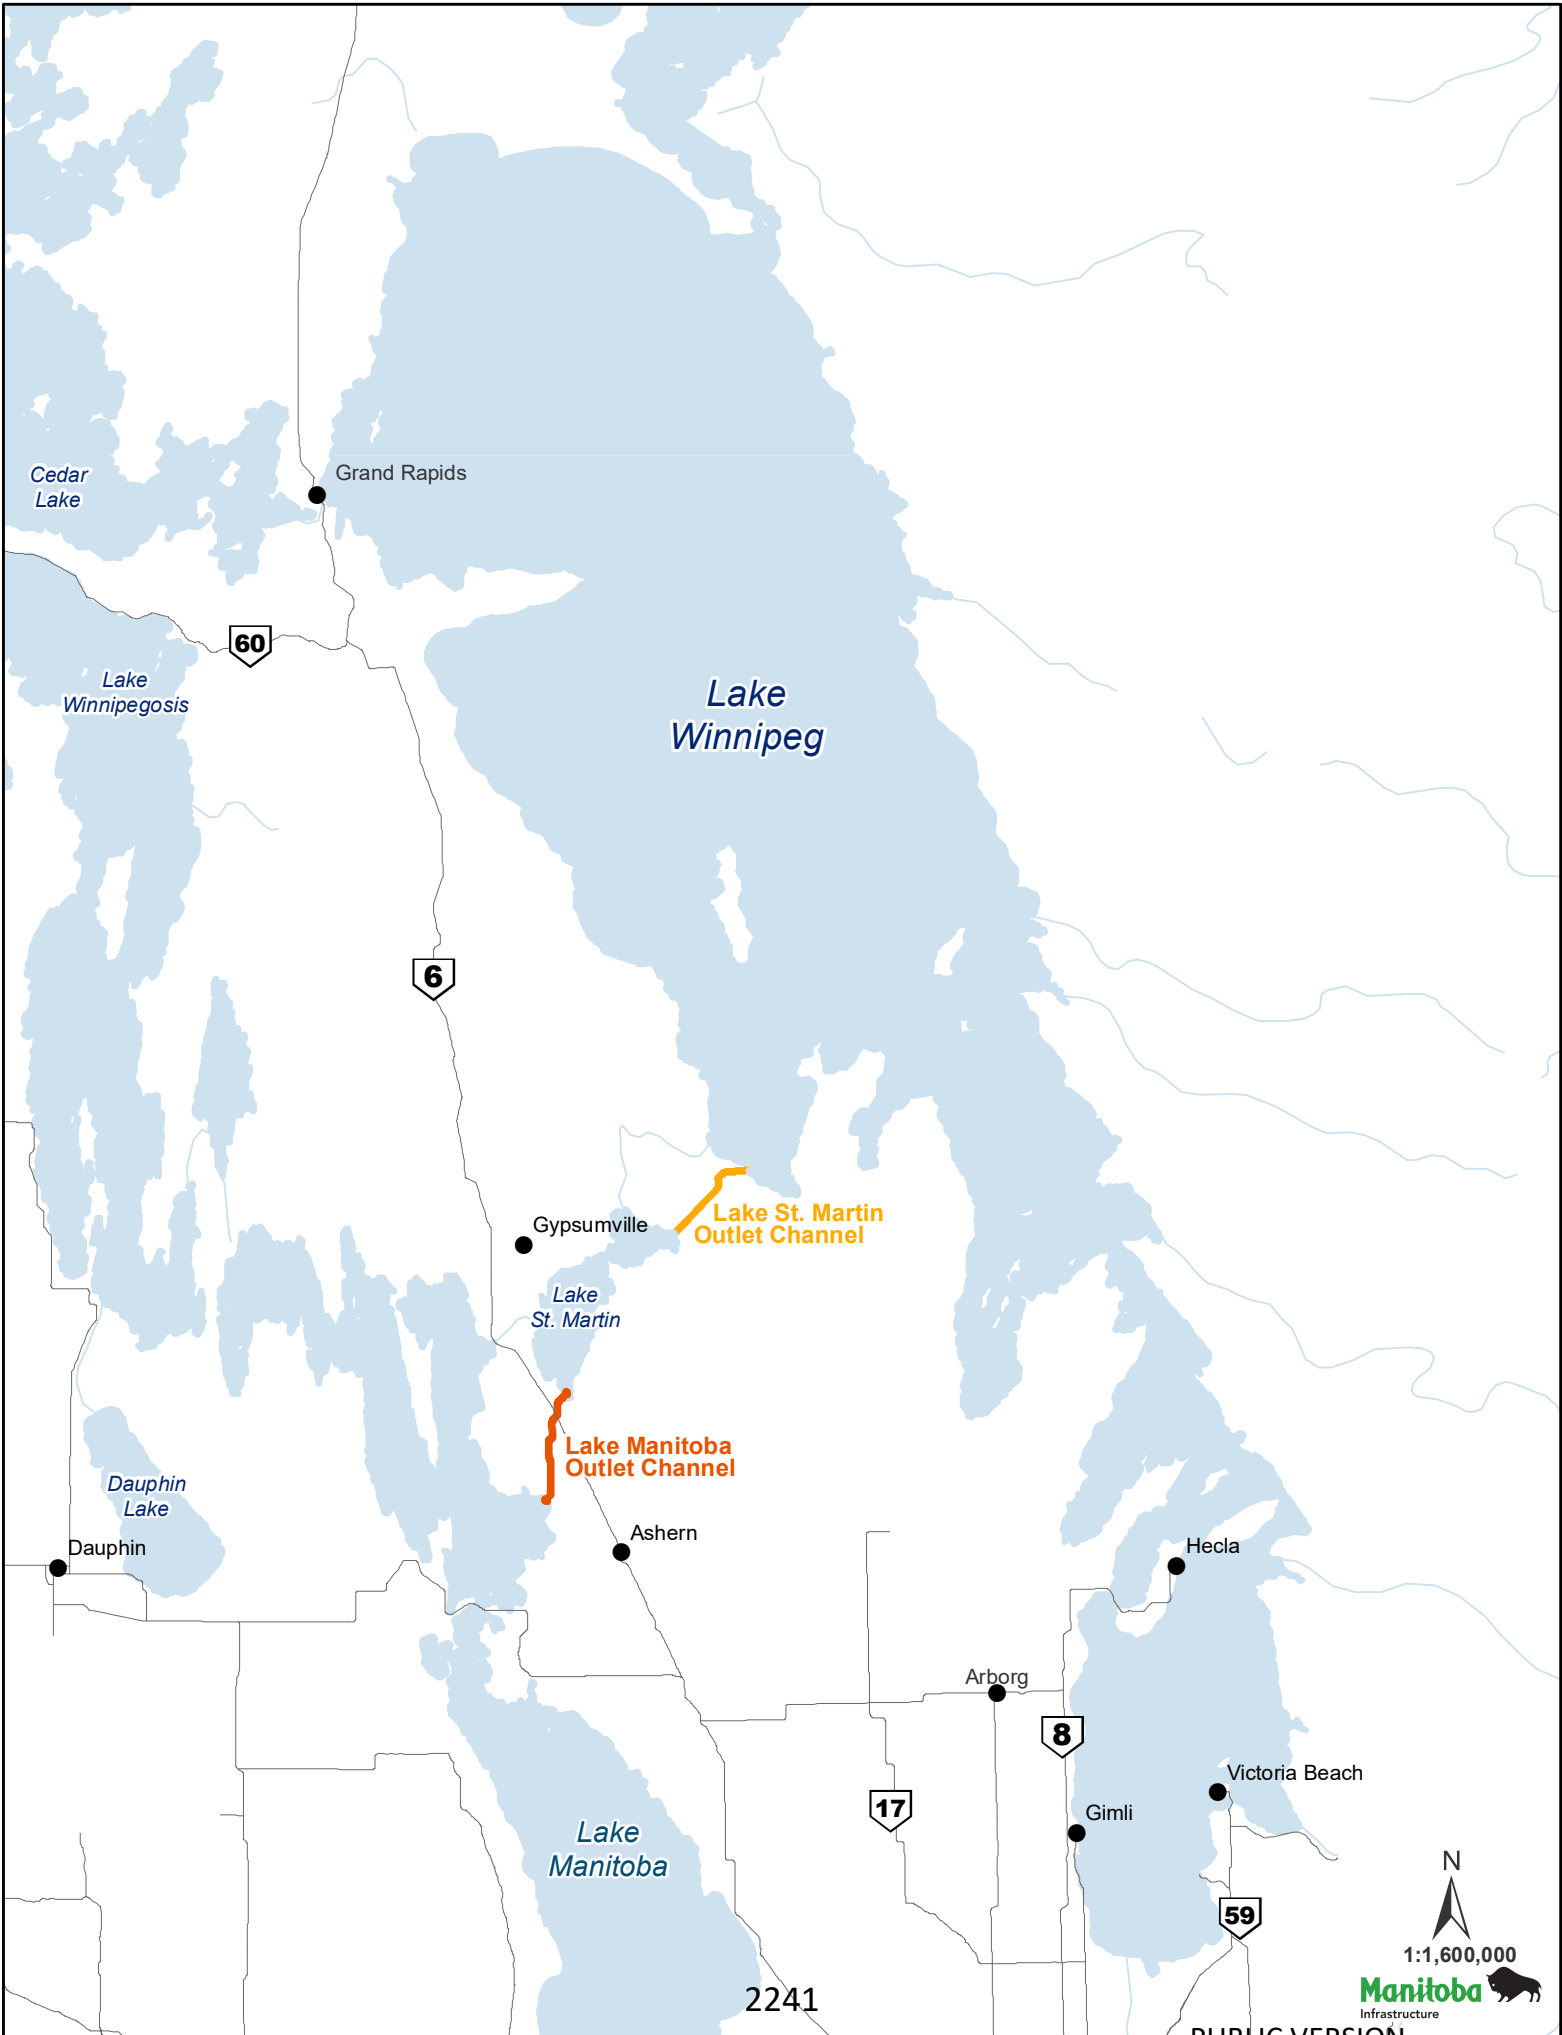 Grand Rapids
Cedar
Lake
60
Lake
Winnipegosis
Lake
Winnipeg
6
Lake St. Martin
Outlet Channel
Gypsumville
Lake
St. Martin
Lake Manitoba
Outlet Channel
Dauphin
Lake
Ashern
Dauphin
Hecla
Arborg
8
Victoria Beach
17
Gimli
Lake
Manitoba
N
59
1:1,600,000
Manitoba
Infrastructure
2241
PUBLIC VERSION